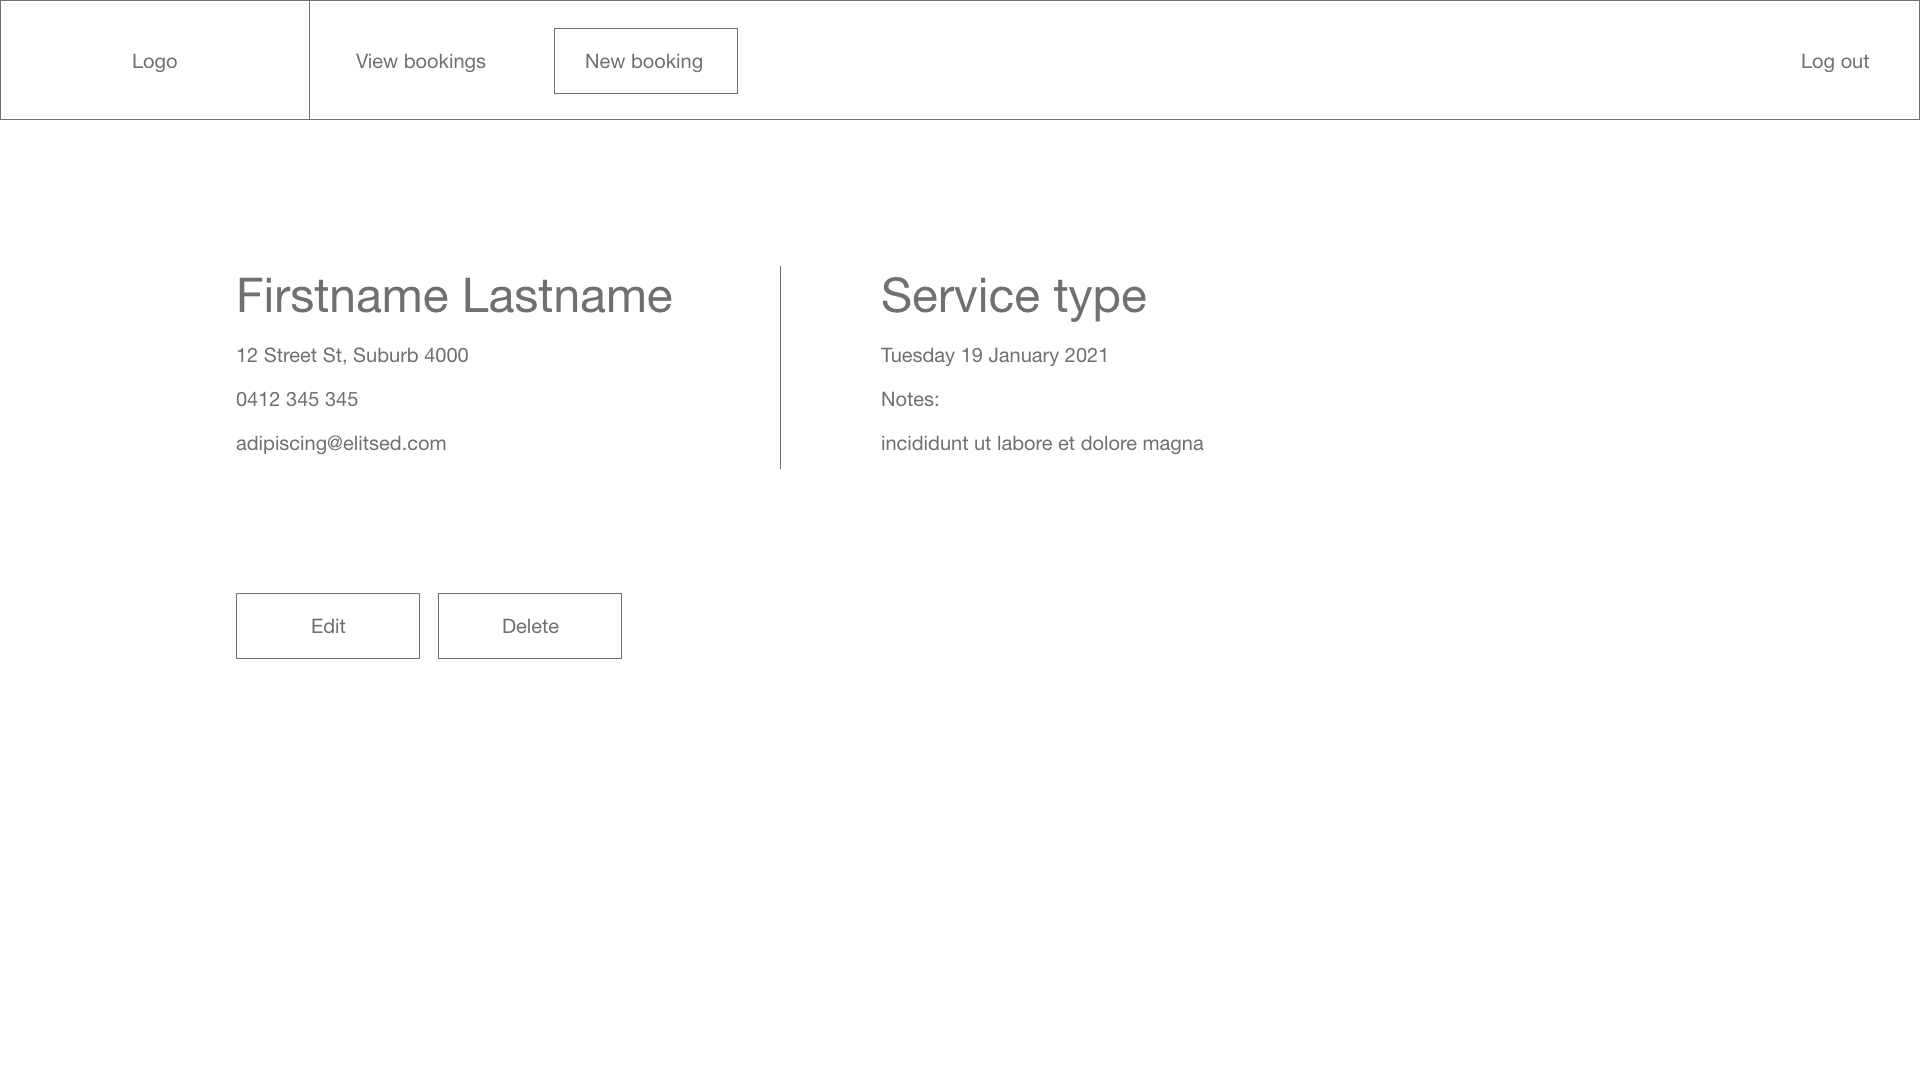 Logo
View bookings
New booking
Log out
Firstname Lastname
12 Street St, Suburb 4000
0412 345 345
adipiscing@elitsed.com
Service type
Tuesday 19 January 2021
Notes:
incididunt ut labore et dolore magna
Edit
Delete